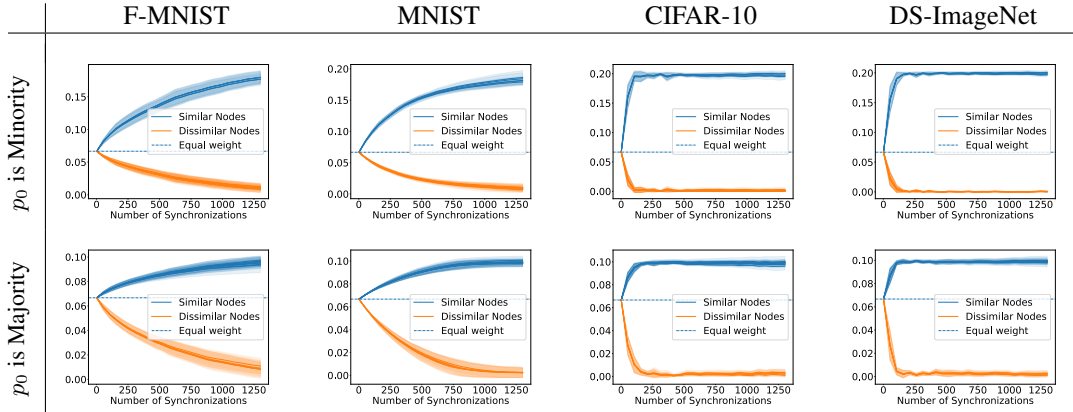 F-MNIST MNIST CIFAR-10 DS-ImageNet
p₀ is Minority
0.15
0.10
0.05
0.00
Similar Nodes
Dissimilar Nodes
Equal weight
0 250 500 750 1000 1250
Number of Synchronizations
0.20
0.15
0.10
0.05
0.00
Similar Nodes
Dissimilar Nodes
Equal weight
0 250 500 750 1000 1250
Number of Synchronizations
0.20
0.15
0.10
0.05
0.00
Similar Nodes
Dissimilar Nodes
Equal weight
0 250 500 750 1000 1250
Number of Synchronizations
0.20
0.15
0.10
0.05
0.00
Similar Nodes
Dissimilar Nodes
Equal weight
0 250 500 750 1000 1250
Number of Synchronizations
p₀ is Majority
0.10
0.08
0.06
0.04
0.02
0.00
Similar Nodes
Dissimilar Nodes
Equal weight
0 250 500 750 1000 1250
Number of Synchronizations
0.10
0.08
0.06
0.04
0.02
0.00
Similar Nodes
Dissimilar Nodes
Equal weight
0 250 500 750 1000 1250
Number of Synchronizations
0.10
0.08
0.06
0.04
0.02
0.00
Similar Nodes
Dissimilar Nodes
Equal weight
0 250 500 750 1000 1250
Number of Synchronizations
0.10
0.08
0.06
0.04
0.02
0.00
Similar Nodes
Dissimilar Nodes
Equal weight
0 250 500 750 1000 1250
Number of Synchronizations